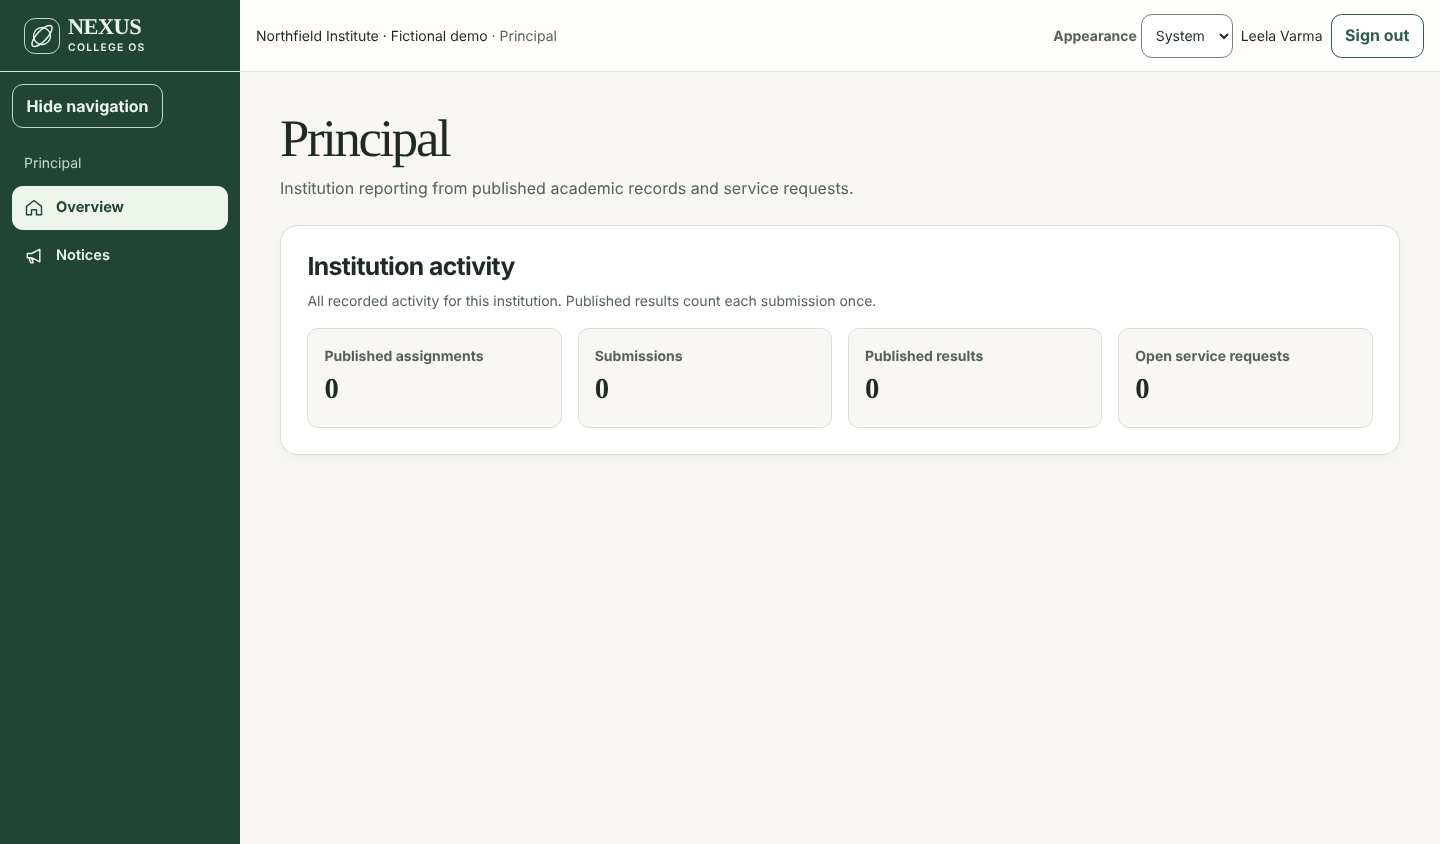 NEXUS
COLLEGE OS
Northfield Institute · Fictional demo · Principal
Appearance
System
Leela Varma
Sign out
Hide navigation
Principal
Overview
Notices
Principal
Institution reporting from published academic records and service requests.
Institution activity
All recorded activity for this institution. Published results count each submission once.
Published assignments
0
Submissions
0
Published results
0
Open service requests
0